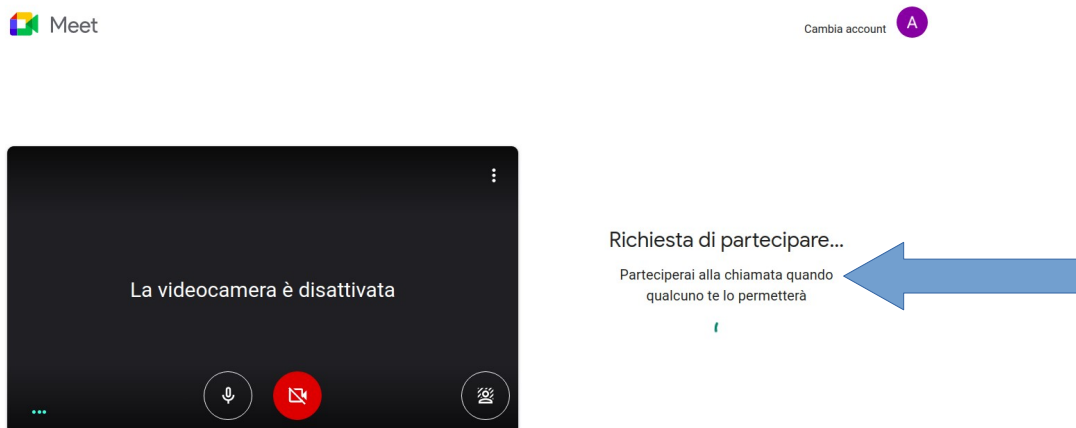 Meet
Cambia account A
La videocamera è disattivata
Richiesta di partecipare...
Parteciperai alla chiamata quando
qualcuno te lo permetterà